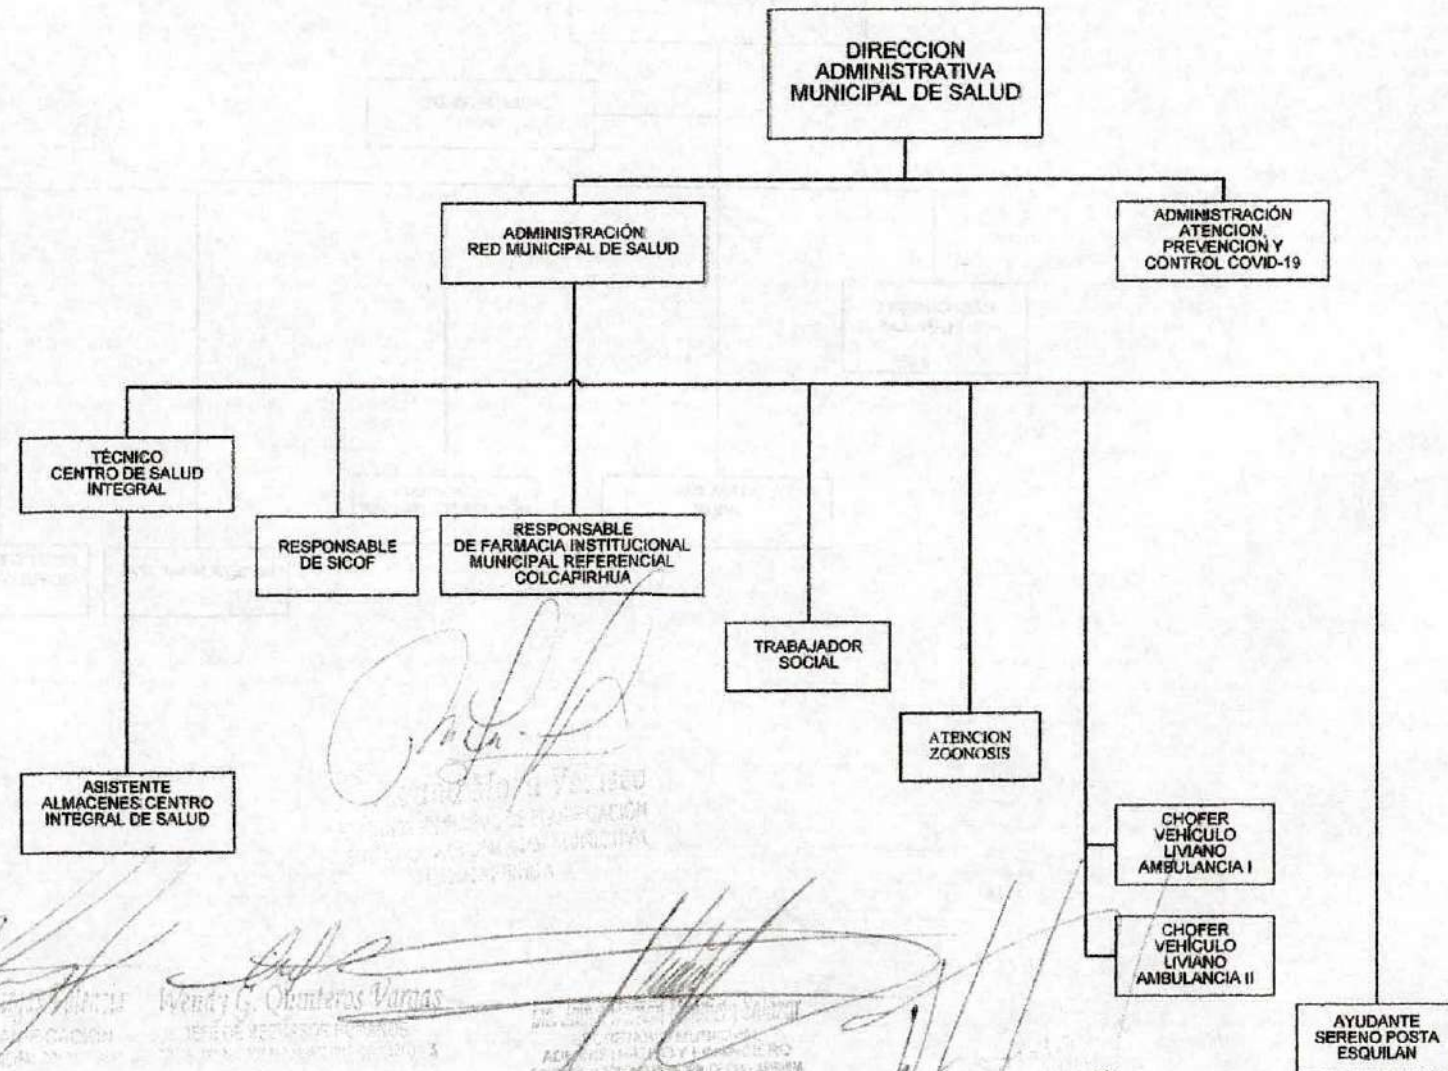 DIRECCION
ADMINISTRATIVA
MUNICIPAL DE SALUD
ADMINISTRACIÓN
RED MUNICIPAL DE SALUD
ADMINISTRACIÓN
ATENCION,
PREVENCION Y
CONTROL COVID-19
TÉCNICO
CENTRO DE SALUD
INTEGRAL
RESPONSABLE
DE SICOF
RESPONSABLE
DE FARMACIA INSTITUCIONAL
MUNICIPAL REFERENCIAL
COLCAPIRHUA
TRABAJADOR
SOCIAL
ATENCION
ZOONOSIS
ASISTENTE
ALMACENES CENTRO
INTEGRAL DE SALUD
CHOFER
VEHÍCULO
LIVIANO
AMBULANCIA I
CHOFER
VEHÍCULO
LIVIANO
AMBULANCIA II
AYUDANTE
SERENO POSTA
ESQUILAN
Wendy G. Quinteros Vargas